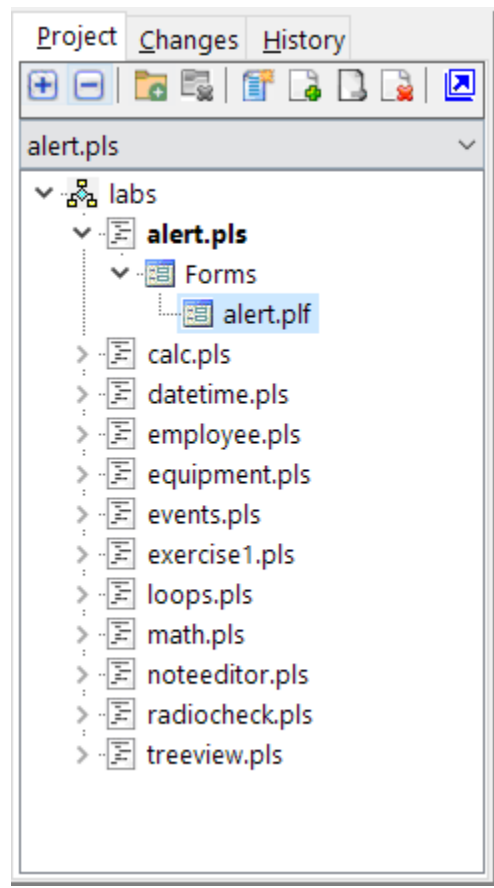 Project Changes History
alert.pls
labs
alert.pls
Forms
alert.plf
calc.pls
datetime.pls
employee.pls
equipment.pls
events.pls
exercise1.pls
loops.pls
math.pls
noteeditor.pls
radiocheck.pls
treeview.pls